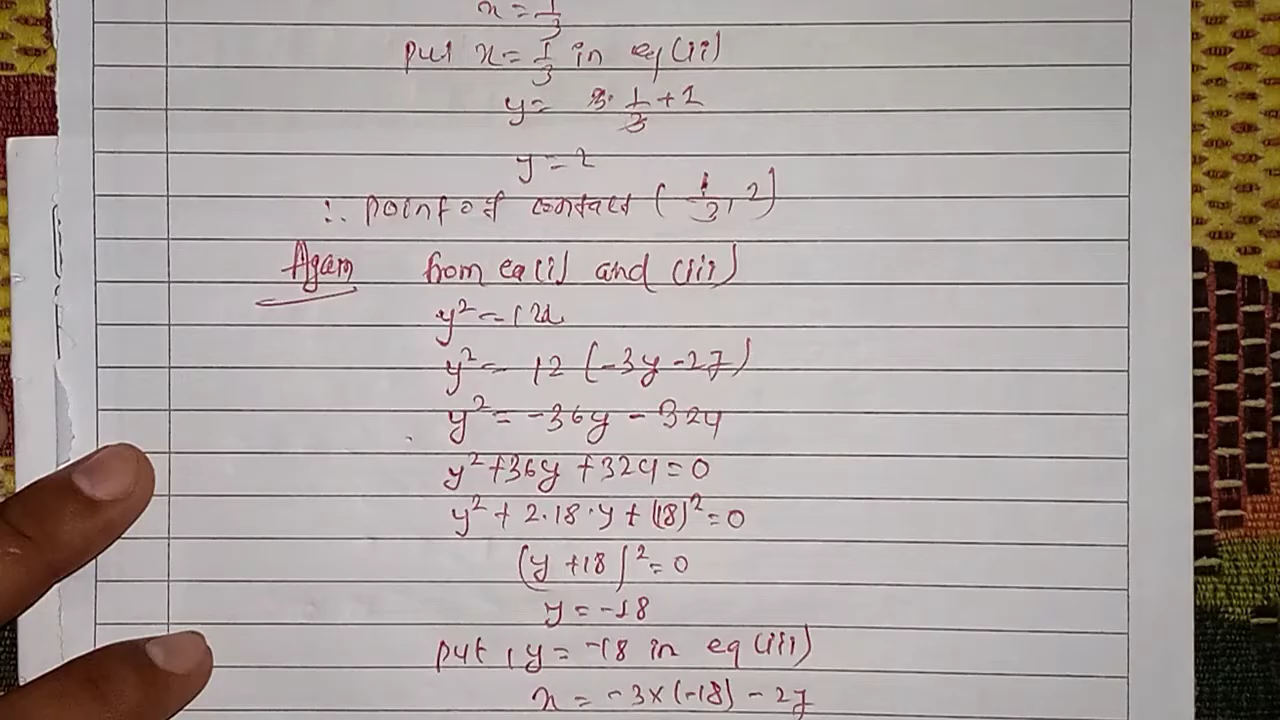 x = 1/3
put x = 1/3 in eq (ii)
y = 3·1/3 + 1
y = 2
∴ point of contact (1/3, 2)
Again from eq (i) and (iii)
y² = 12x
y² = 12 (-3y - 27)
y² = -36y - 324
y² + 36y + 324 = 0
y² + 2.18.y + (18)² = 0
(y + 18)² = 0
y = -18
put, y = -18 in eq (iii)
x = -3x(-18) - 27